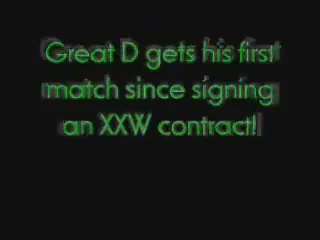 Great D gets his first
match since signing
an XXW contract!